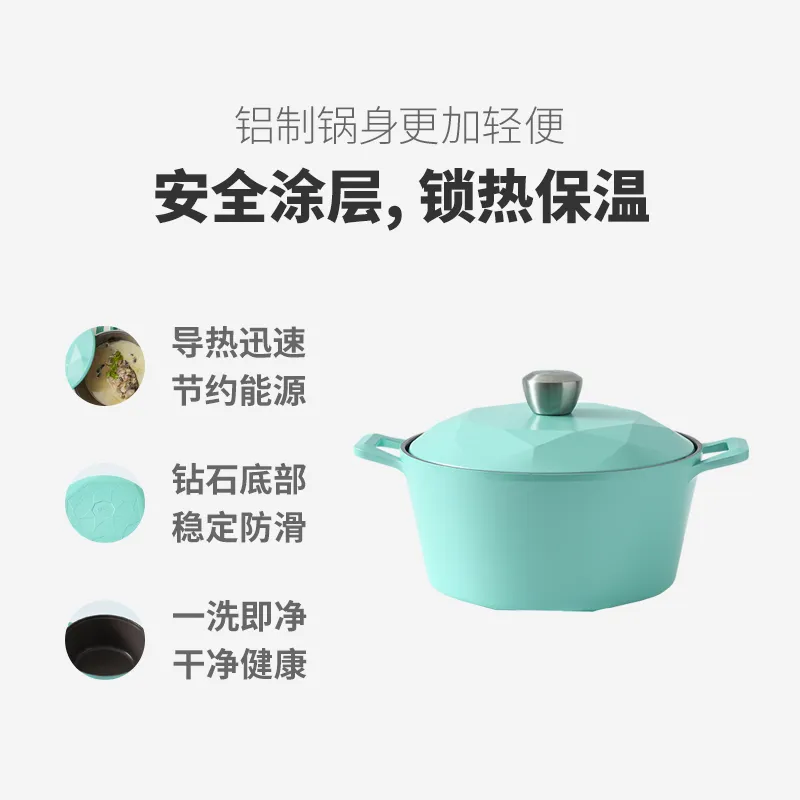 铝制锅身更加轻便
安全涂层, 锁热保温
导热迅速
节约能源
钻石底部
稳定防滑
一洗即净
干净健康